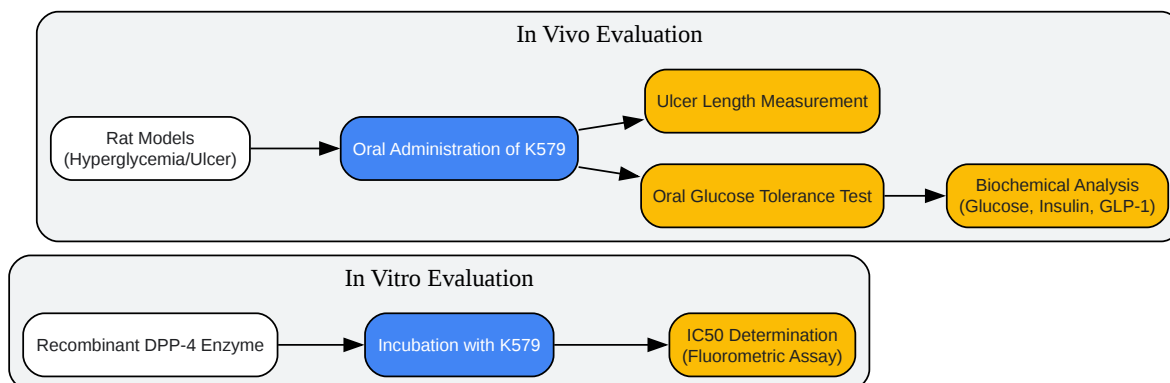 In Vivo Evaluation
Rat Models
(Hyperglycemia/Ulcer)
Oral Administration of K579
Ulcer Length Measurement
Oral Glucose Tolerance Test
Biochemical Analysis
(Glucose, Insulin, GLP-1)
In Vitro Evaluation
Recombinant DPP-4 Enzyme
Incubation with K579
IC50 Determination
(Fluorometric Assay)